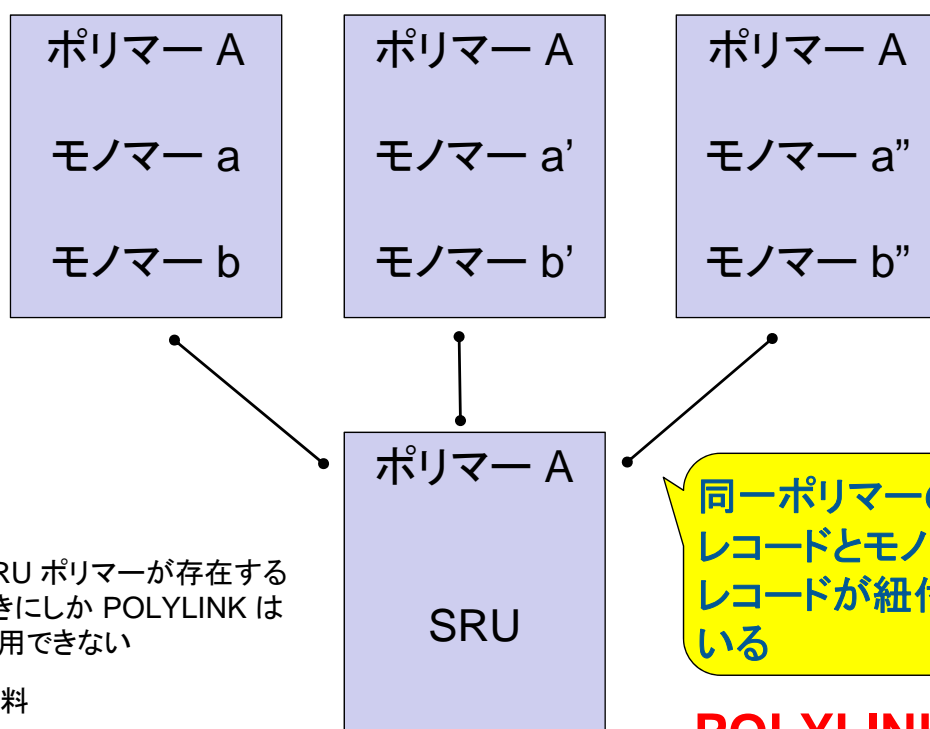 ポリマー A
モノマー a
モノマー b
ポリマー A
モノマー a’
モノマー b’
ポリマー A
モノマー a”
モノマー b”
ポリマー A
SRU
RU ポリマーが存在する
きにしか POLYLINK は
用できない
料
同一ポリマー
レコードとモノ
レコードが紐
いる